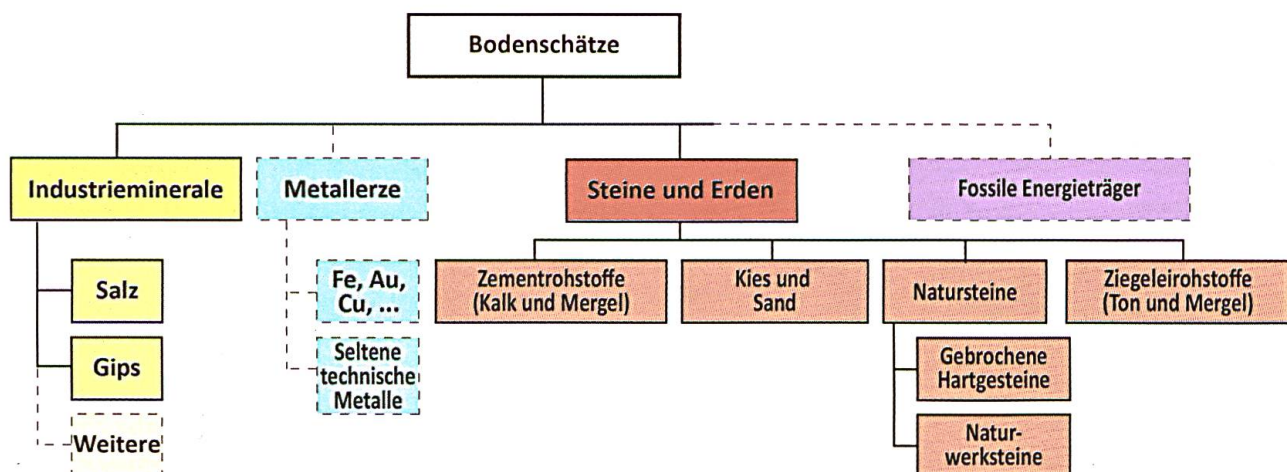 Bodenschätze
Industrieminerale
Metallerze
Steine und Erden
Fossile Energieträger
Salz
Gips
Weitere
Fe, Au,
Cu, ...
Seltene
technische
Metalle
Zementrohstoffe
(Kalk und Mergel)
Kies und
Sand
Natursteine
Gebrochene
Hartgesteine
Natur-
werksteine
Ziegeleirohstoffe
(Ton und Mergel)